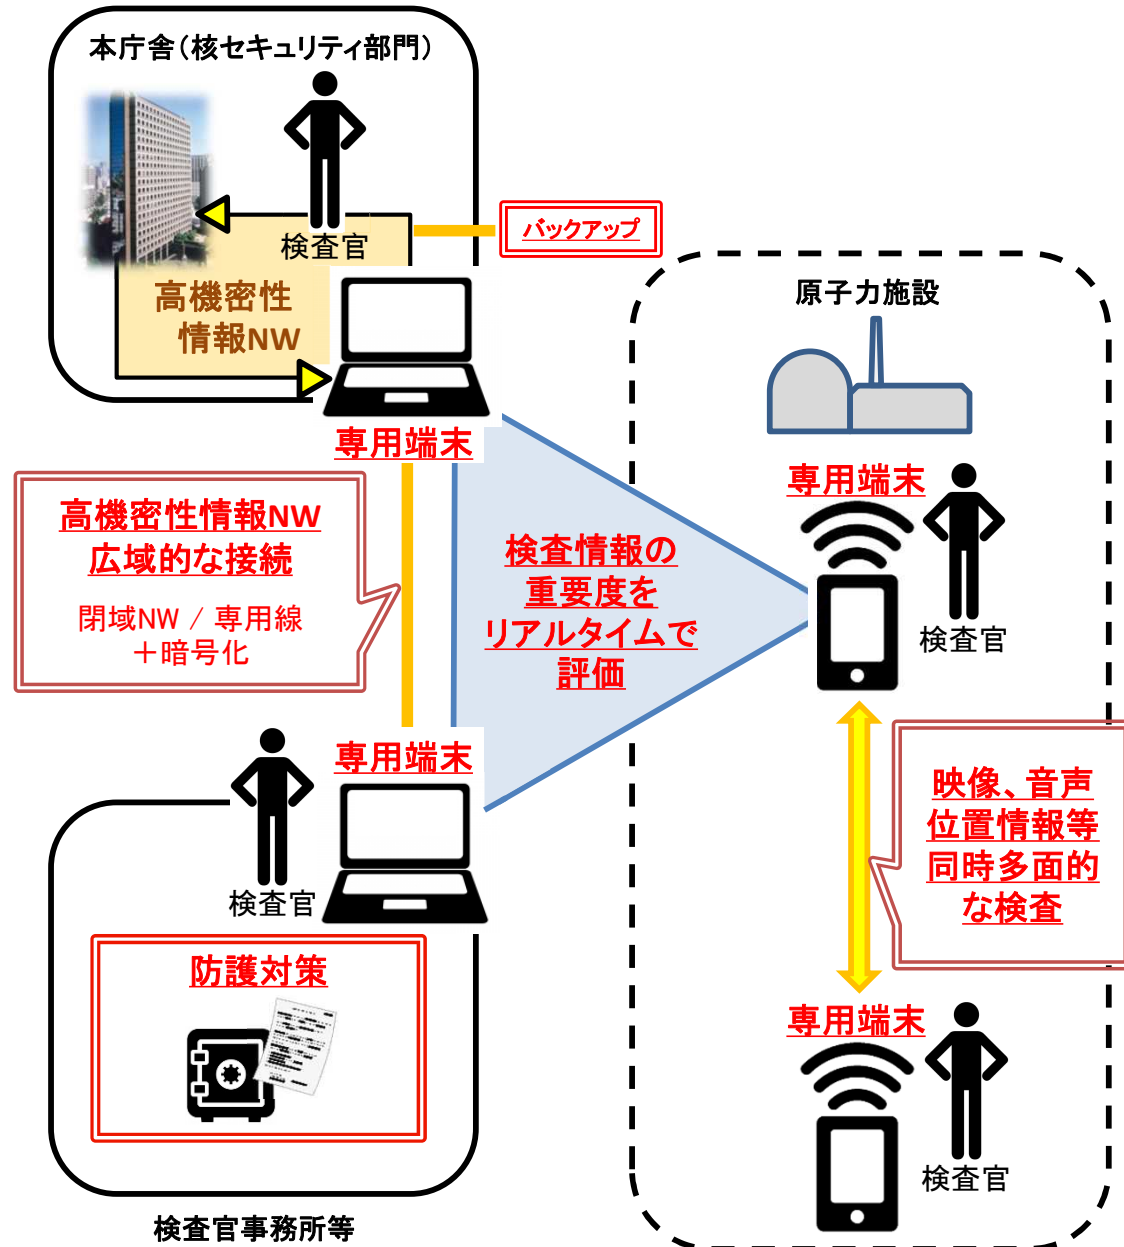 本庁舎（核セキュリティ部門）
検査官
バックアップ
高機密性
情報NW
専用端末
原子力施設
専用端末
検査官
高機密性情報NW
広域的な接続
閉域NW / 専用線
＋暗号化
検査情報の
重要度を
リアルタイムで
評価
専用端末
検査官
映像、音声
位置情報等
同時多面的
な検査
防護対策
専用端末
検査官
検査官事務所等